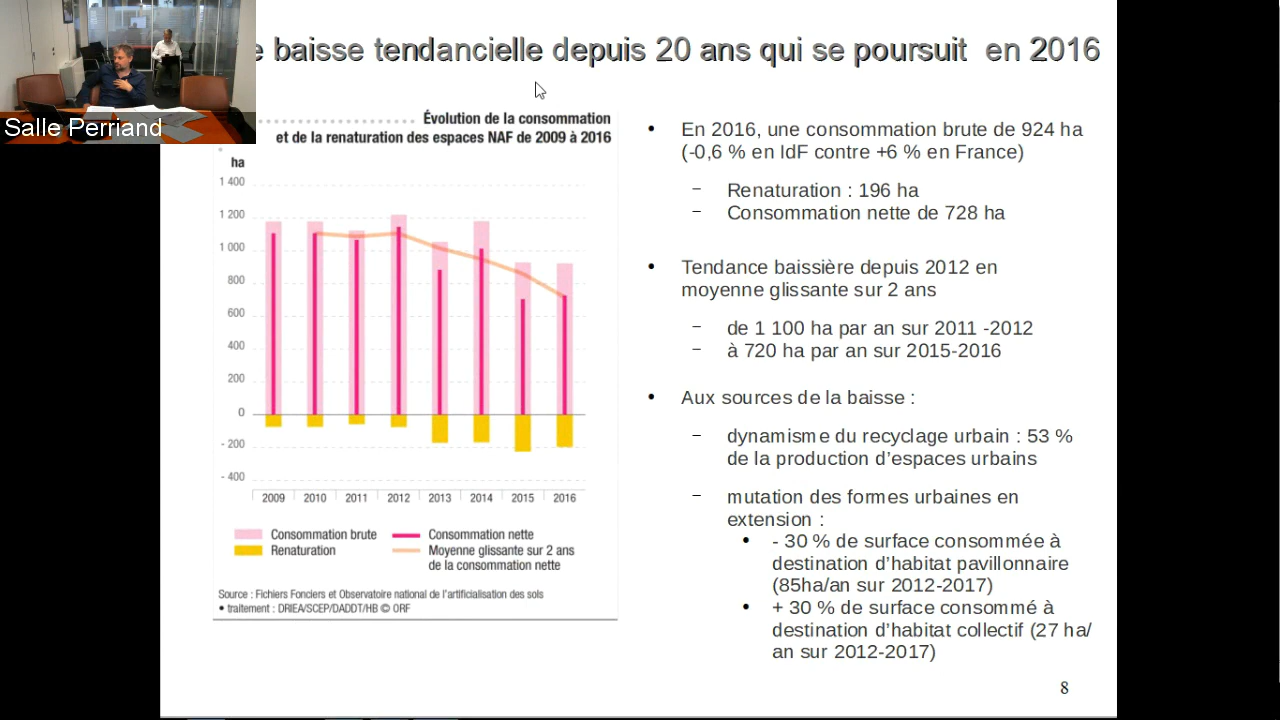 e baisse tendancielle depuis 20 ans qui se poursuit en 2016
Salle Perriand
Évolution de la consommation
et de la renaturation des espaces NAF de 2009 à 2016
ha
1 400
1 200
1 000
800
600
400
200
0
- 200
- 400
2009 2010 2011 2012 2013 2014 2015 2016
Consommation brute
Consommation nette
Renaturation
Moyenne glissante sur 2 ans
de la consommation nette
Source : Fichiers Fonciers et Observatoire national de l'artificialisation des sols
• traitement : DRIEA/SCEP/DADDT/HB © ORF
• En 2016, une consommation brute de 924 ha
(-0,6 % en IdF contre +6 % en France)
– Renaturation : 196 ha
– Consommation nette de 728 ha
• Tendance baissière depuis 2012 en
moyenne glissante sur 2 ans
– de 1 100 ha par an sur 2011 -2012
– à 720 ha par an sur 2015-2016
• Aux sources de la baisse :
– dynamisme du recyclage urbain : 53 %
de la production d'espaces urbains
– mutation des formes urbaines en
extension :
• - 30 % de surface consommée à
destination d'habitat pavillonnaire
(85ha/an sur 2012-2017)
• + 30 % de surface consommé à
destination d'habitat collectif (27 ha/
an sur 2012-2017)
8